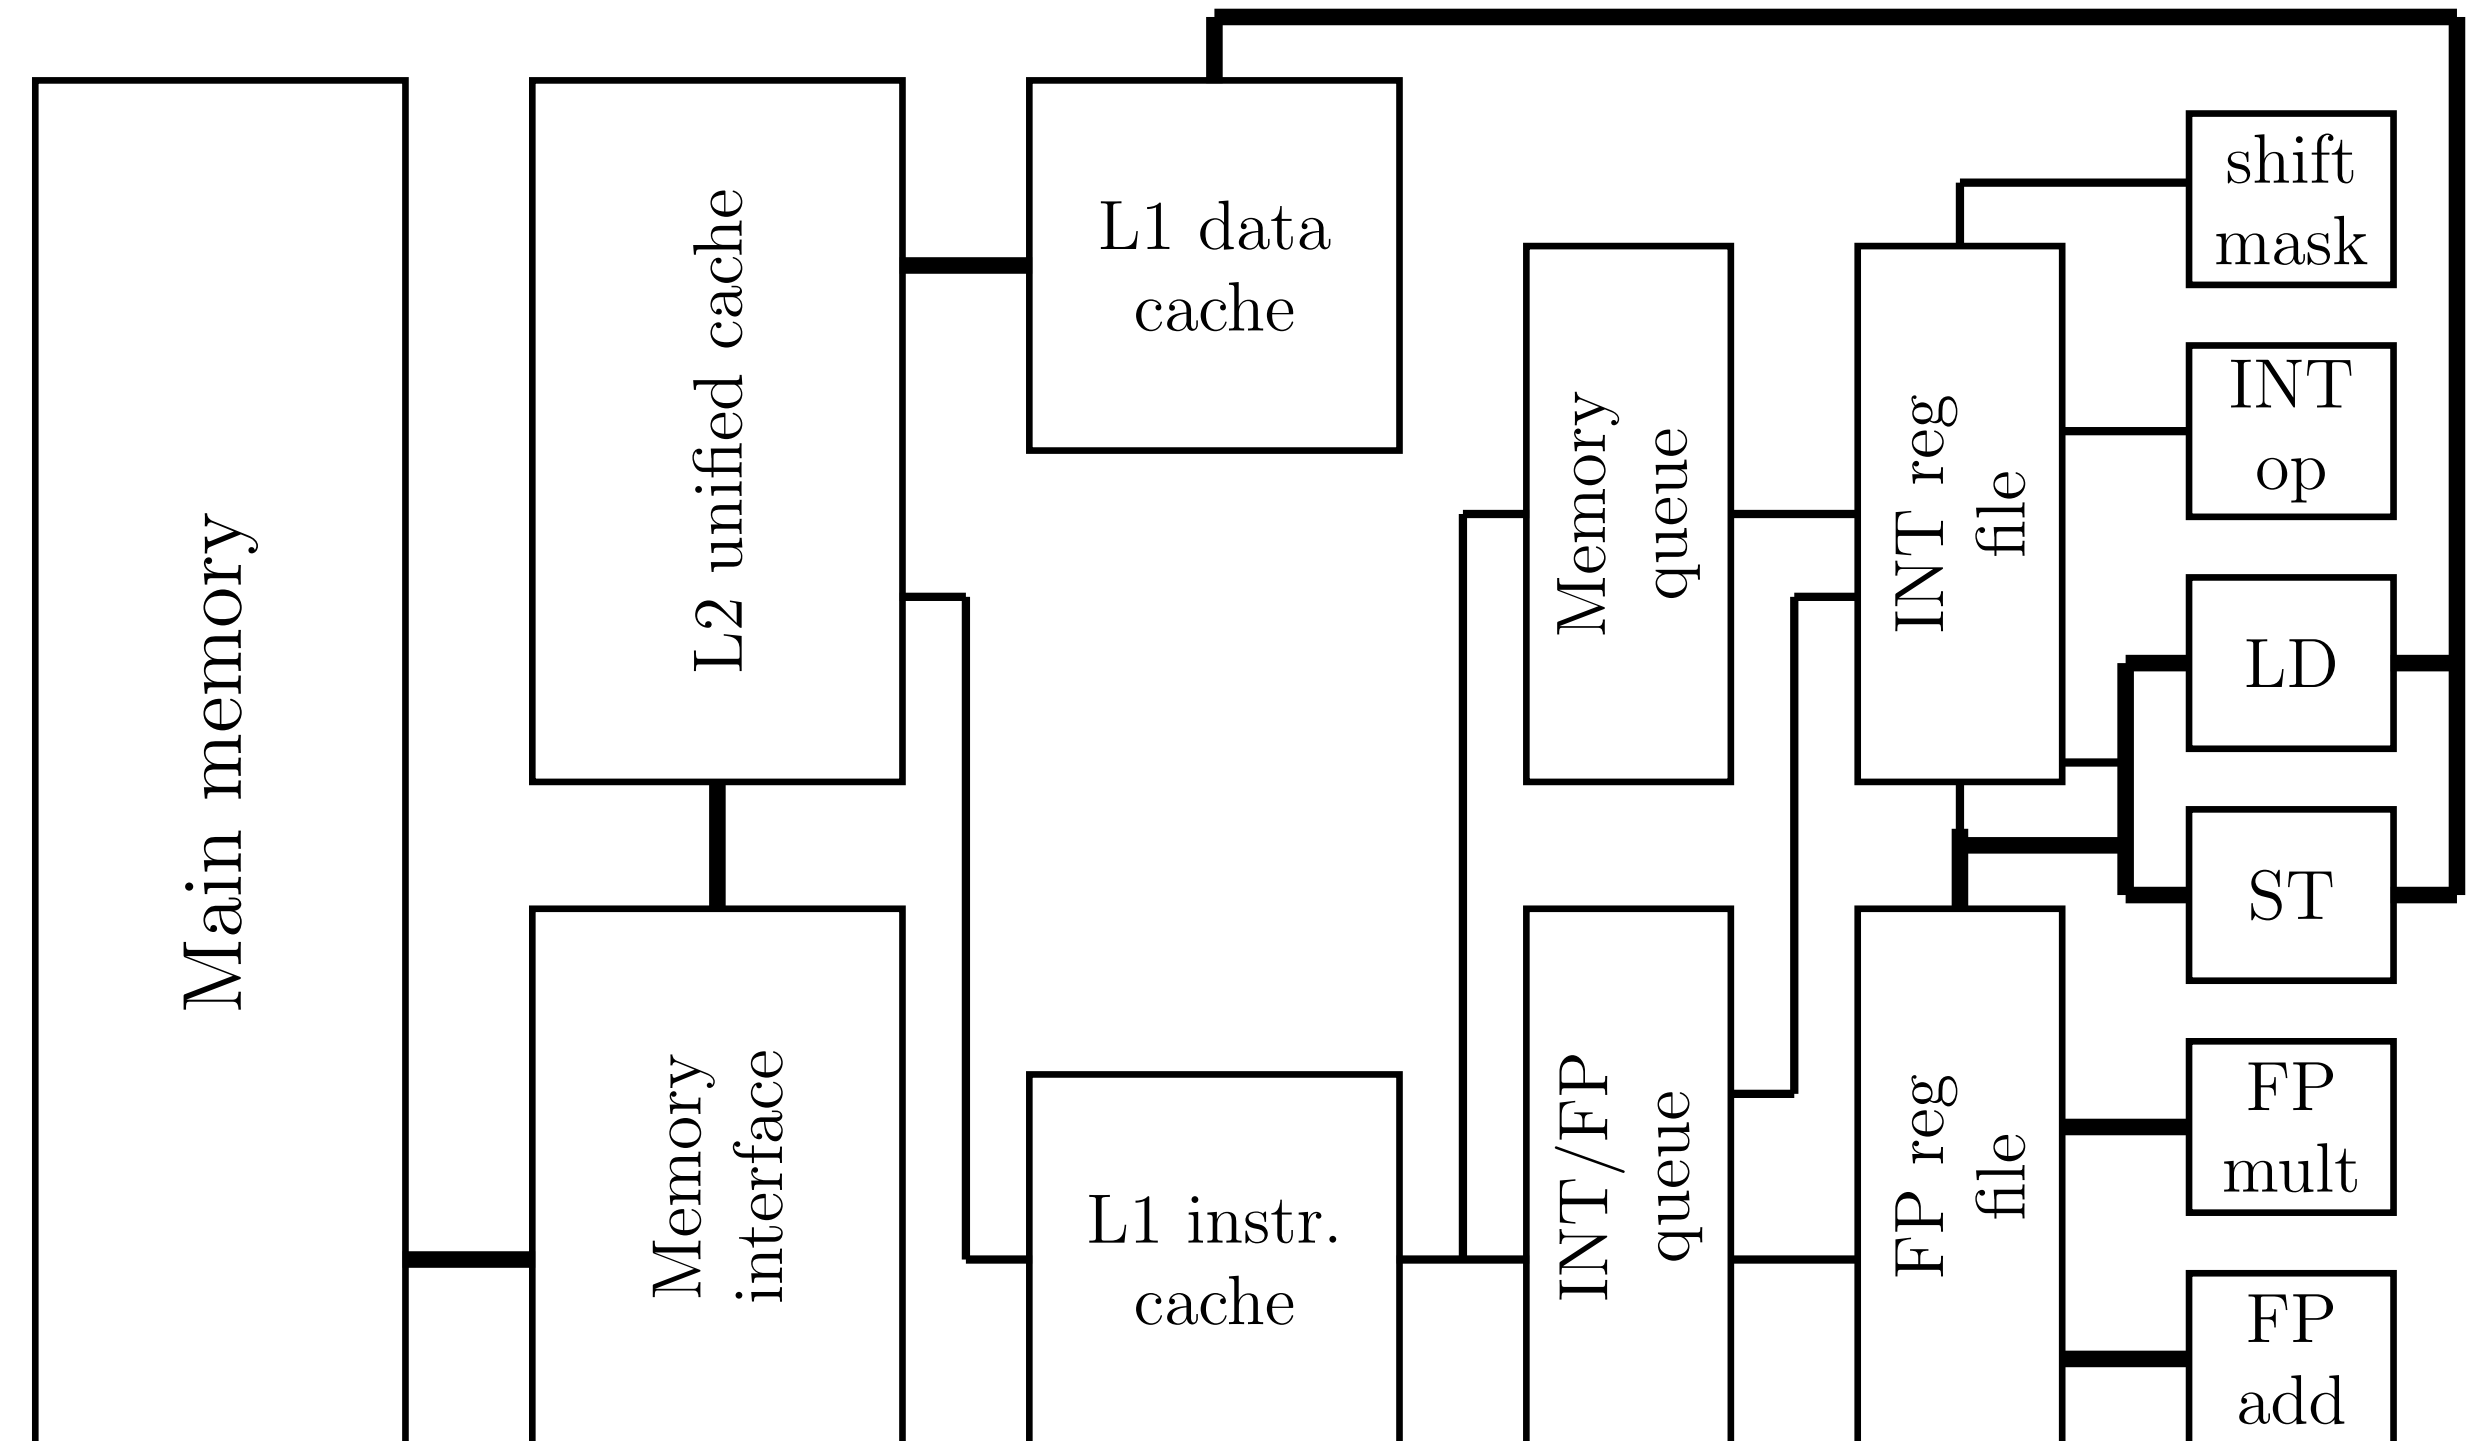 Main memory
L2 unified cache
Memory
interface
L1 data
cache
L1 instr.
cache
Memory
queue
INT/FP
queue
INT reg
file
FP reg
file
shift
mask
INT
op
LD
ST
FP
mult
FP
add